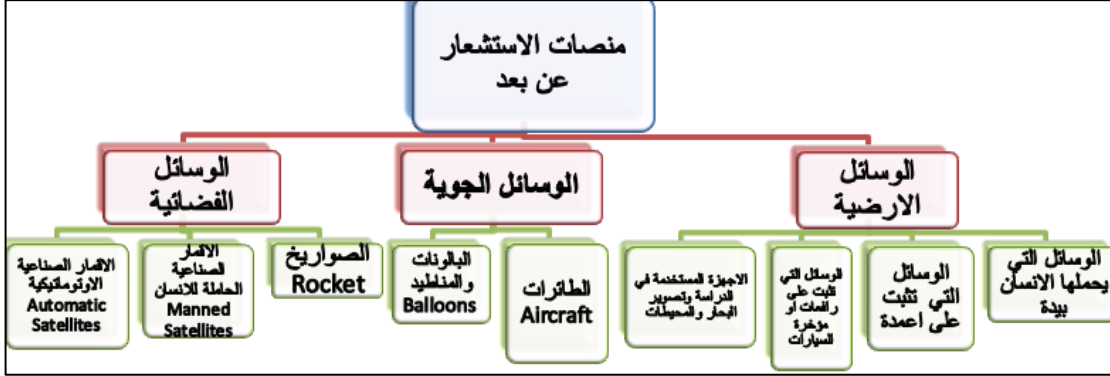 منصات الاستشعار
عن بعد
الوسائل
الارضية
الوسائل الجوية
الوسائل
الفضائية
الوسائل التي
يحملها الانسان
بيدة
الوسائل
التي تثبت
على اعمدة
الوسائل التي
تثبت على
رافعات او
مؤخرة
السيارات
الاجهزة المستخدمة في
الدراسة وتصوير
البحار والمحيطات
الطائرات
Aircraft
البالونات
والمناطيد
Balloons
الصواريخ
Rocket
الاقمار
الصناعية
الحاملة للانسان
Manned
Satellites
الاقمار الصناعية
الاوتوماتيكية
Automatic
Satellites